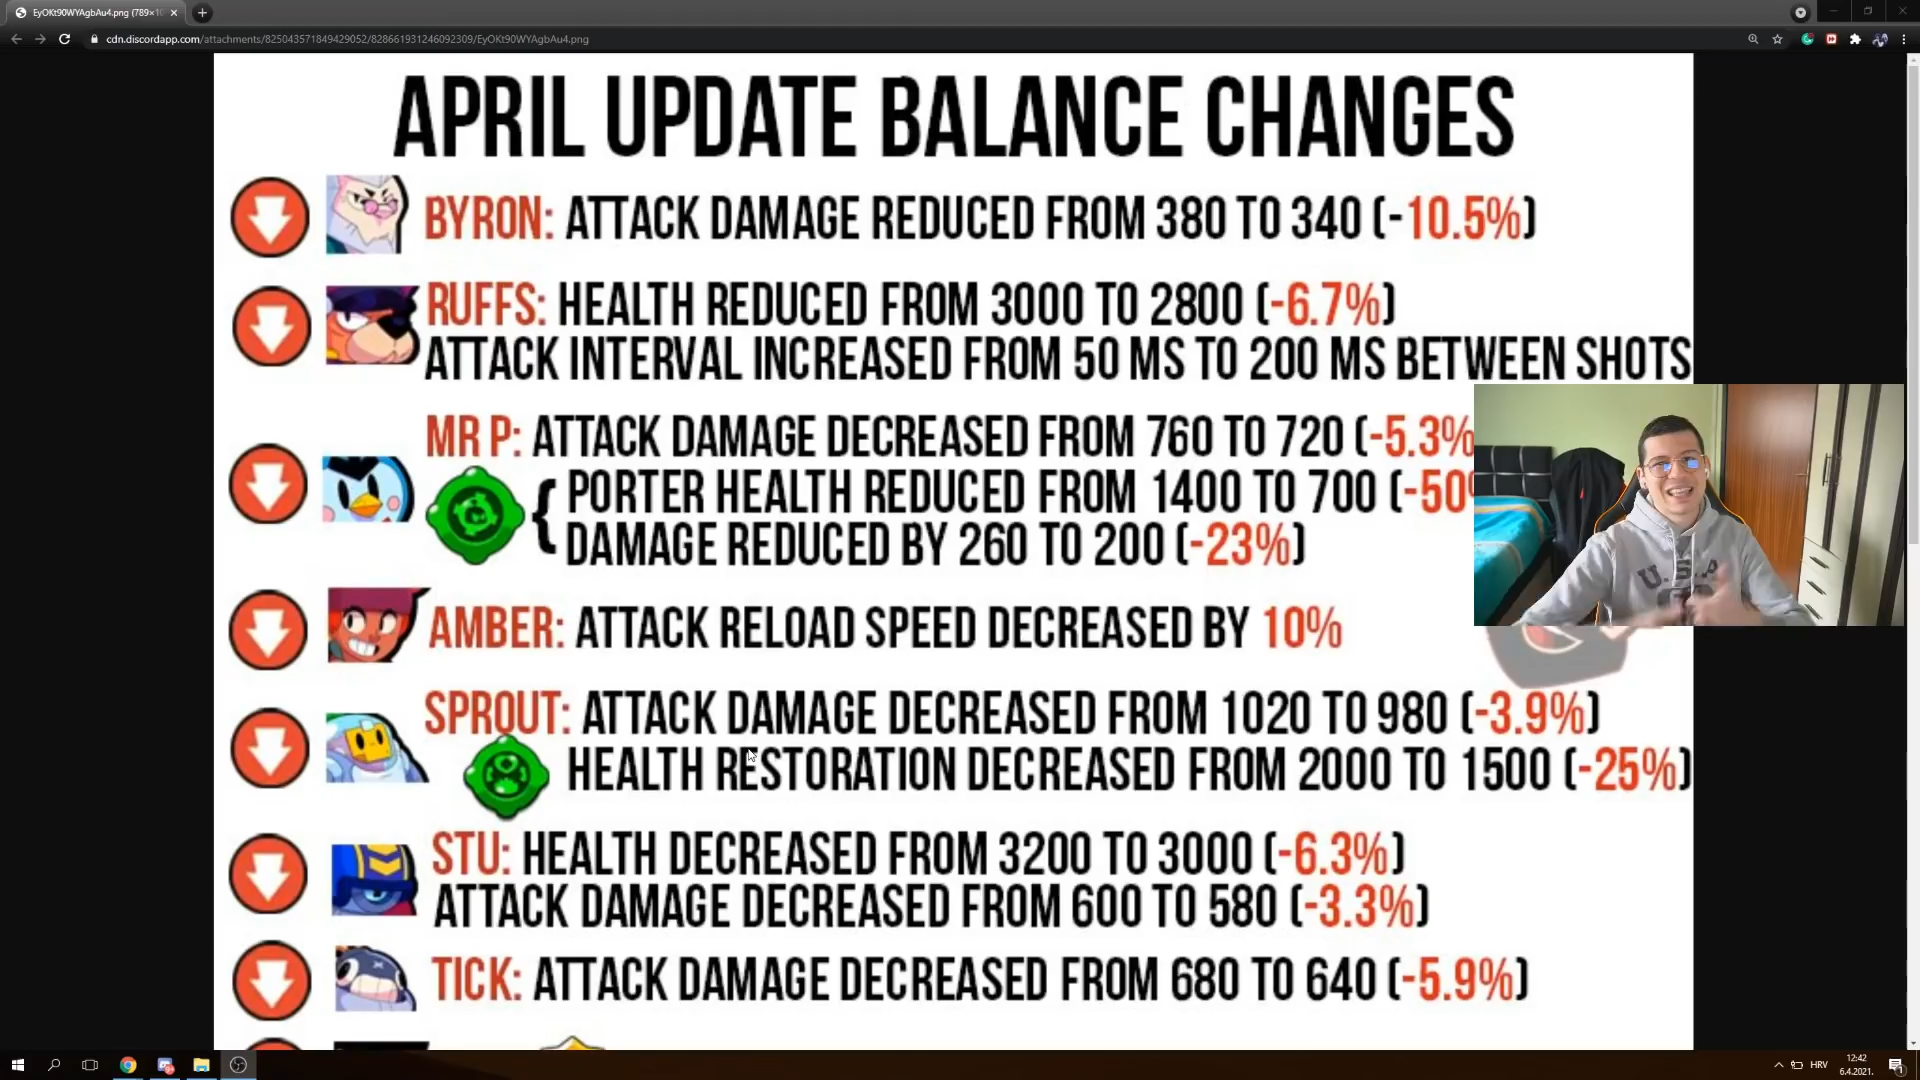 EyOKt90WYAgbAu4.png (789×10
cdn.discordapp.com/attachments/825043571849429052/828661931246092309/EyOKt90WYAgbAu4.png
APRIL UPDATE BALANCE CHANGES
BYRON: ATTACK DAMAGE REDUCED FROM 380 TO 340 (-10.5%)
RUFFS: HEALTH REDUCED FROM 3000 TO 2800 (-6.7%)
ATTACK INTERVAL INCREASED FROM 50 MS TO 200 MS BETWEEN SHOTS
MR P: ATTACK DAMAGE DECREASED FROM 760 TO 720 (-5.3%
PORTER HEALTH REDUCED FROM 1400 TO 700 (-50
DAMAGE REDUCED BY 260 TO 200 (-23%)
AMBER: ATTACK RELOAD SPEED DECREASED BY 10%
SPROUT: ATTACK DAMAGE DECREASED FROM 1020 TO 980 (-3.9%)
HEALTH RESTORATION DECREASED FROM 2000 TO 1500 (-25%)
STU: HEALTH DECREASED FROM 3200 TO 3000 (-6.3%)
ATTACK DAMAGE DECREASED FROM 600 TO 580 (-3.3%)
TICK: ATTACK DAMAGE DECREASED FROM 680 TO 640 (-5.9%)
HRV
12:42
6.4.2021.